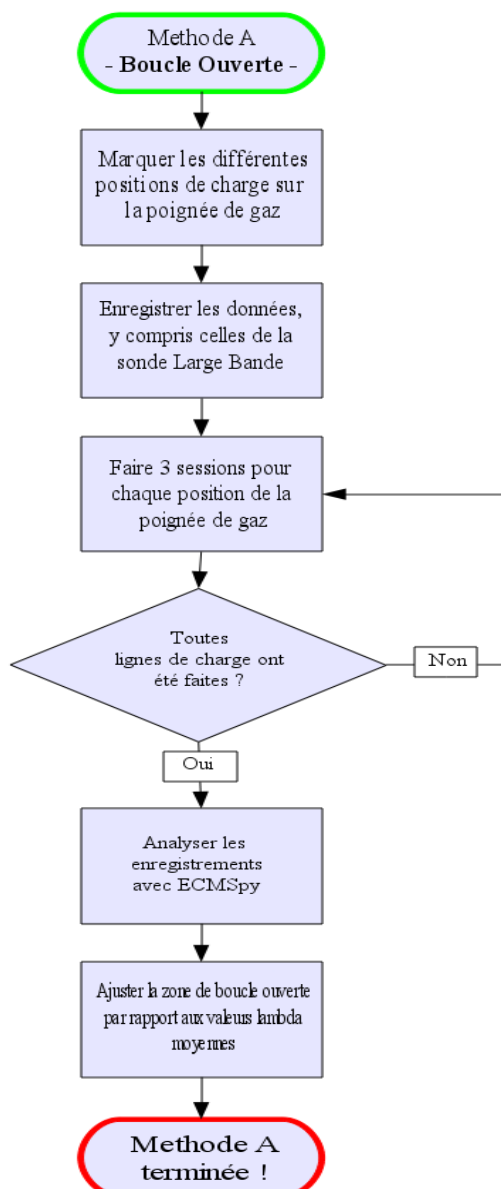 Methode A
- Boucle Ouverte -
Marquer les différentes
positions de charge sur
la poignée de gaz
Enregistrer les données,
y compris celles de la
sonde Large Bande
Faire 3 sessions pour
chaque position de la
poignée de gaz
Toutes
lignes de charge ont
été faites ?
Non
Oui
Analyser les
enregistrements
avec ECMSpy
Ajuster la zone de boucle ouverte
par rapport aux valeurs lambda
moyennes
Methode A
terminée !